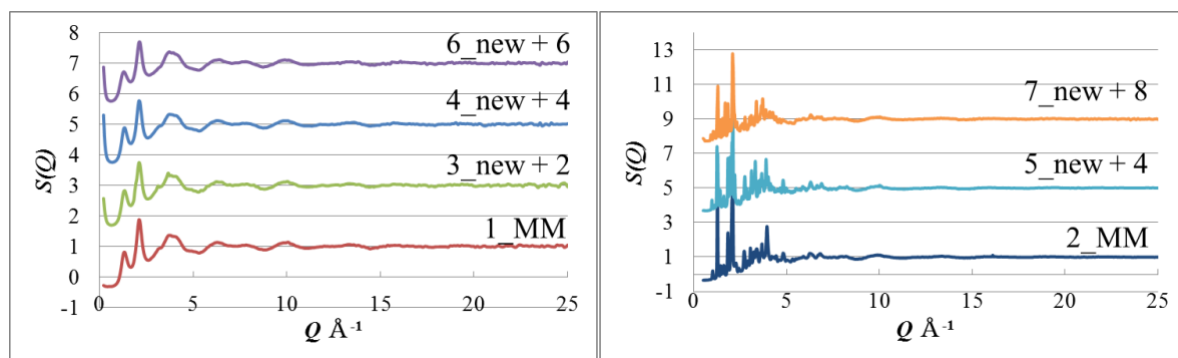 8
7
6
5
4
3
2
1
0
-1
S(Q)
6_new + 6
4_new + 4
3_new + 2
1_MM
0 5 10 15 20 25
Q Å-1
13
11
9
7
5
3
1
-1
S(Q)
7_new + 8
5_new + 4
2_MM
0 5 10 15 20 25
Q Å-1